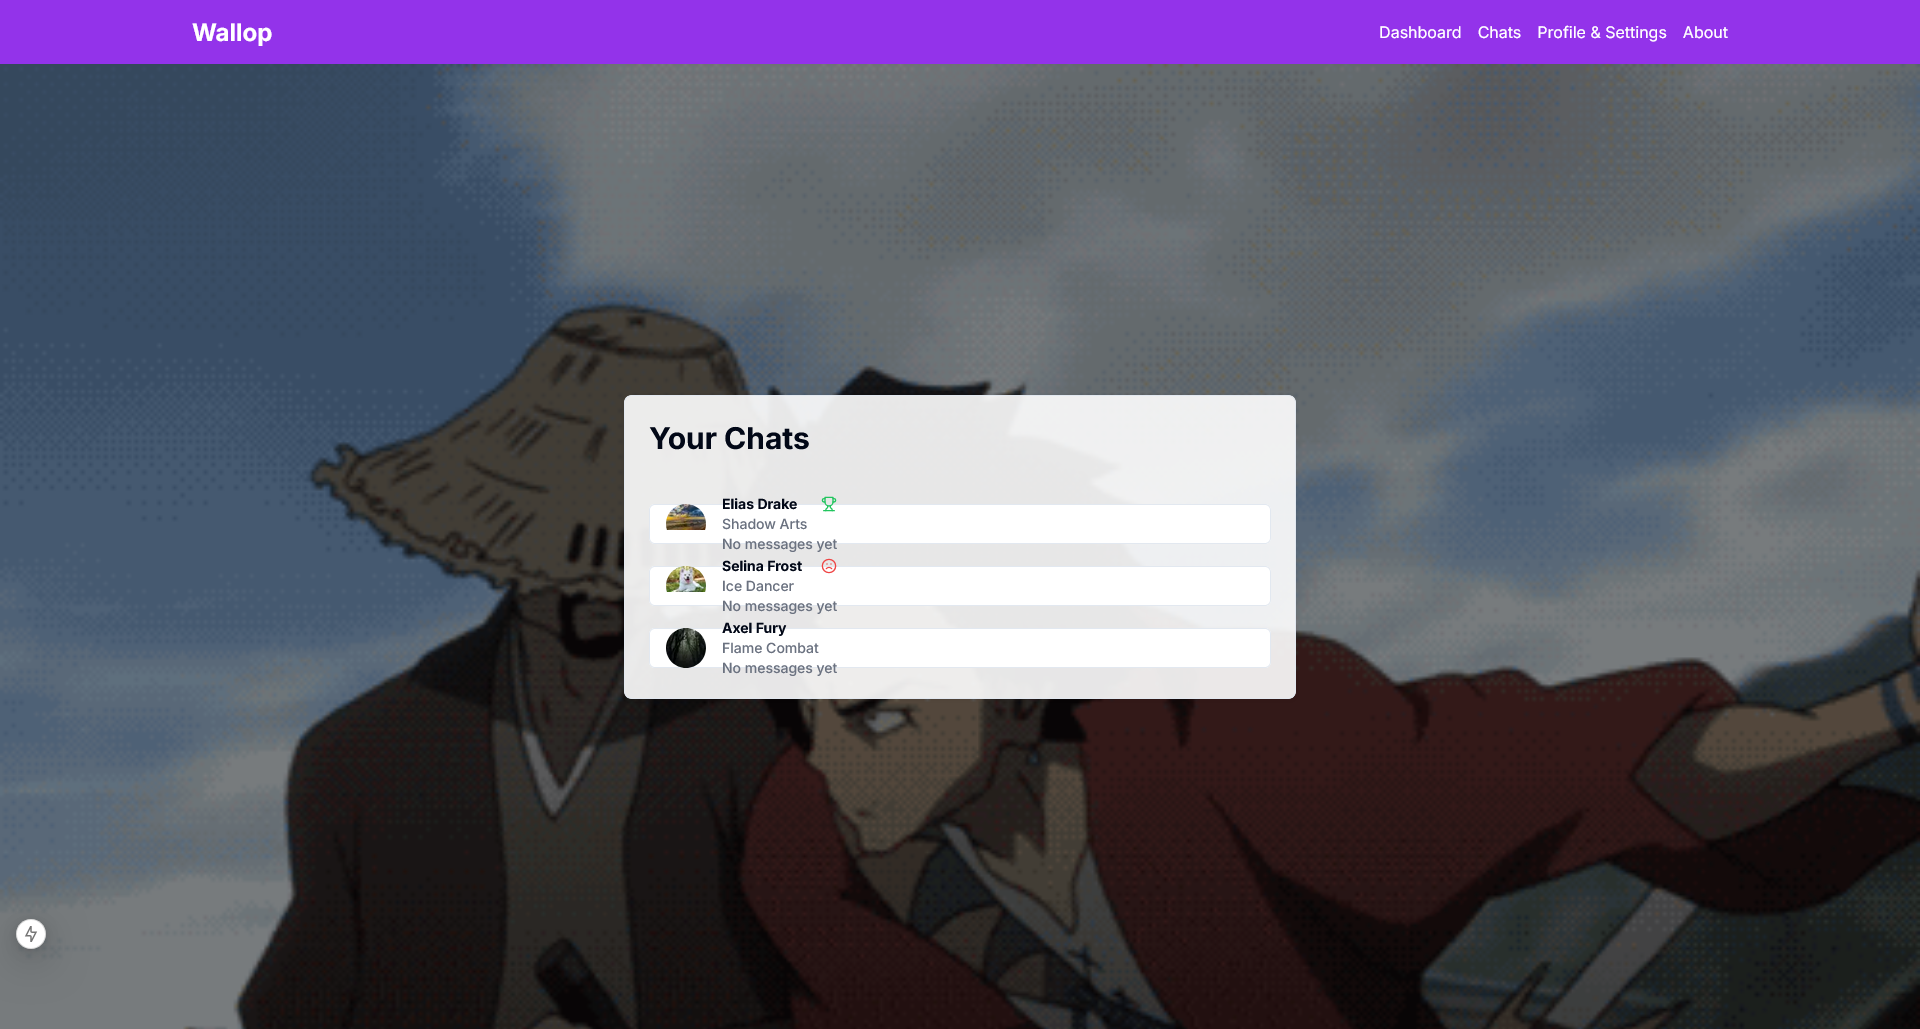 Wallop
Dashboard Chats Profile & Settings About
Your Chats
Elias Drake
Shadow Arts
No messages yet
Selina Frost
Ice Dancer
No messages yet
Axel Fury
Flame Combat
No messages yet